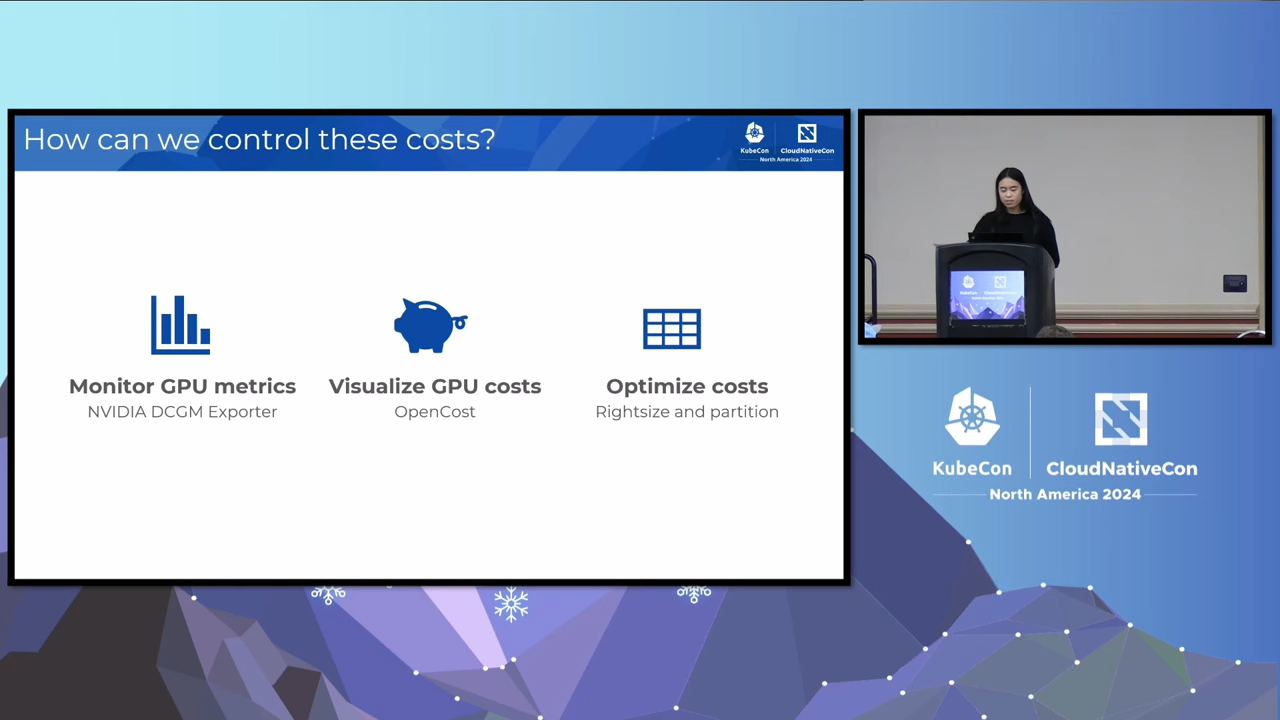 How can we control these costs?
KubeCon
CloudNativeCon
North America 2024
Monitor GPU metrics
NVIDIA DCGM Exporter
Visualize GPU costs
OpenCost
Optimize costs
Rightsize and partition
KubeCon
CloudNativeCon
North America 2024